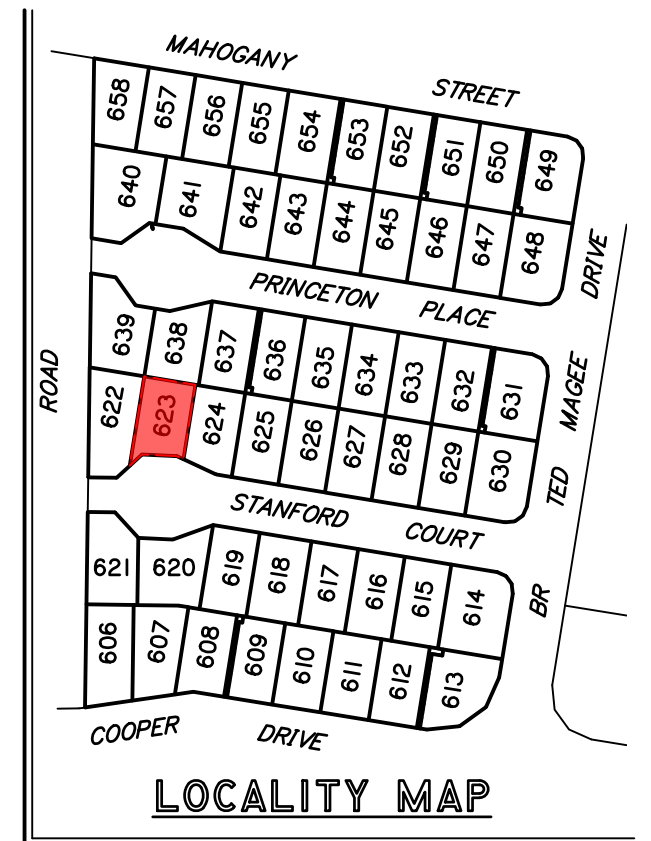 MAHOGANY STREET
658 657 656 655 654 653 652 651 650 649
640 641 642 643 644 645 646 647 648
DRIVE
PRINCETON PLACE
639 638 637 636 635 634 633 632 631
ROAD
MAGEE
622 623 624 625 626 627 628 629 630
TED
STANFORD COURT
621 620 619 618 617 616 615 614
BR
606 607 608 609 610 611 612 613
COOPER DRIVE
LOCALITY MAP